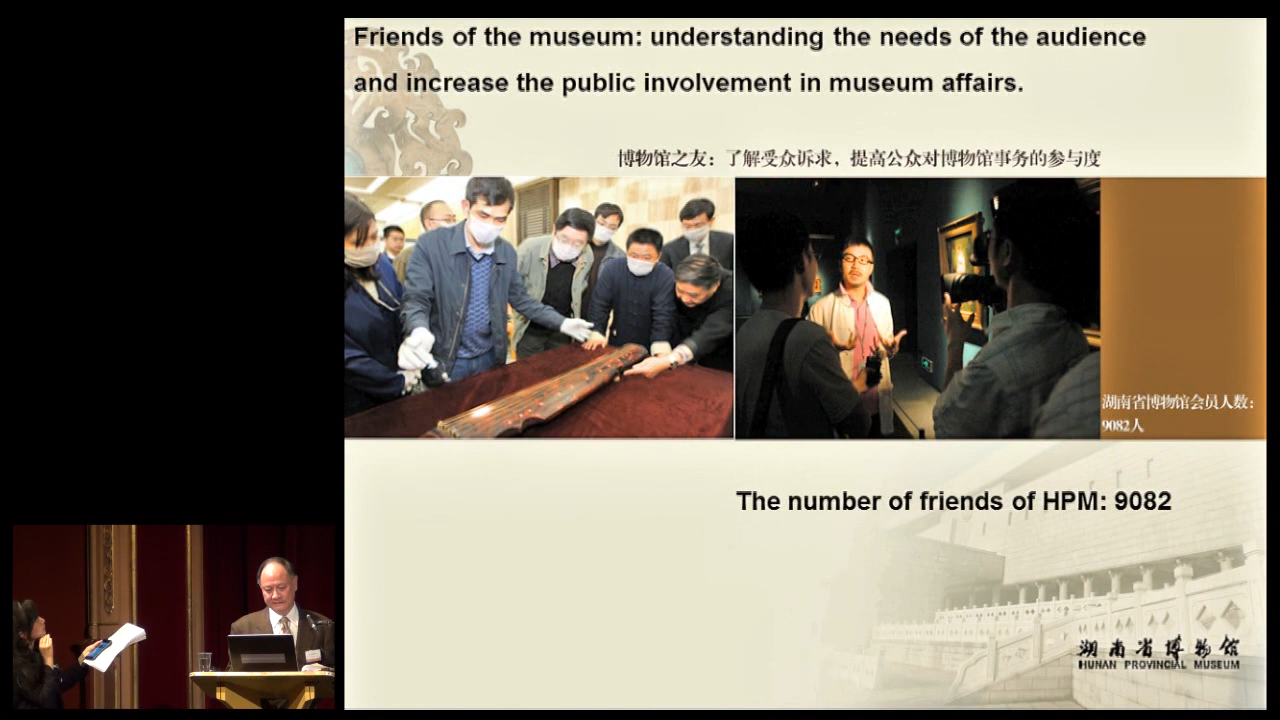 Friends of the museum: understanding the needs of the audience
and increase the public involvement in museum affairs.
博物馆之友：了解受众诉求，提高公众对博物馆事务的参与度
湖南省博物馆会员人数：
9082人
The number of friends of HPM: 9082
湖南省博物馆
HUNAN PROVINCIAL MUSEUM